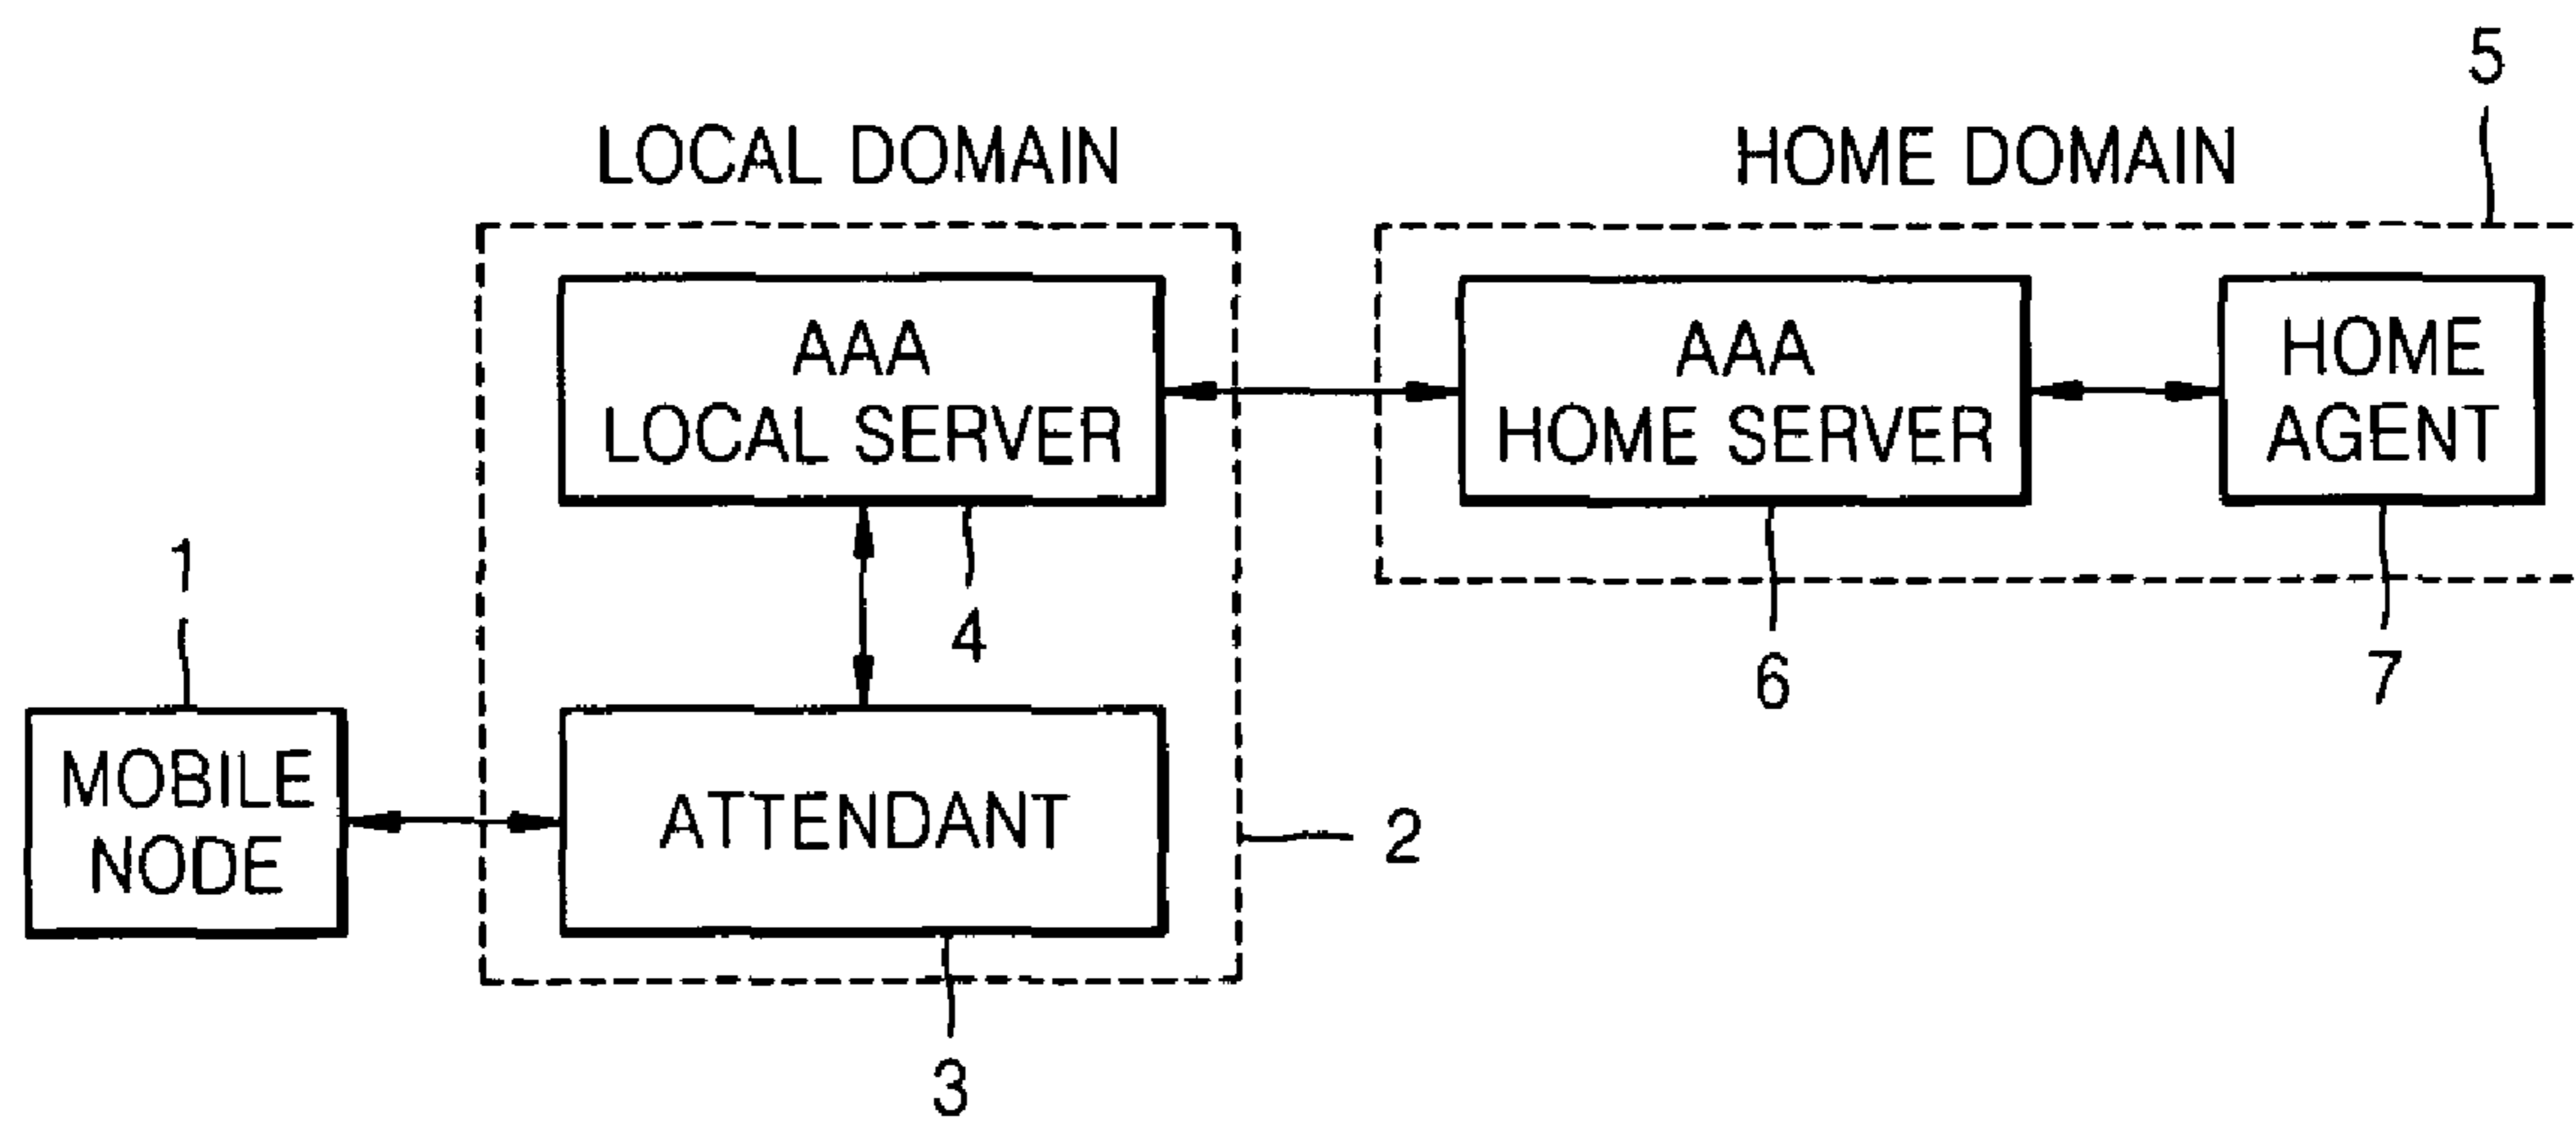 5
LOCAL DOMAIN
HOME DOMAIN
AAA
LOCAL SERVER
AAA
HOME SERVER
HOME
AGENT
1
4
6
7
MOBILE
NODE
ATTENDANT
2
3